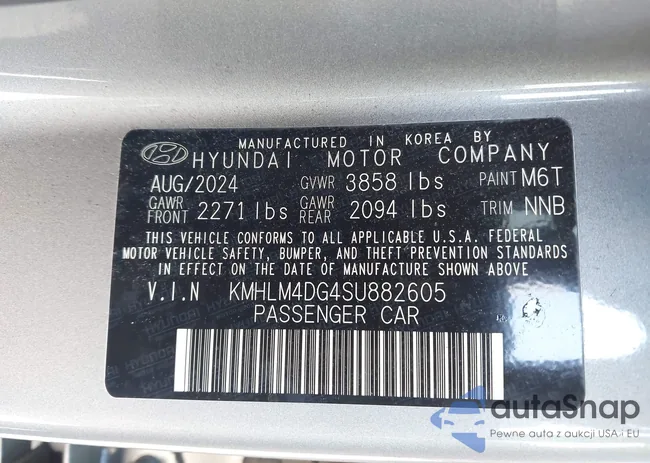 MANUFACTURED IN KOREA BY
HYUNDAI MOTOR COMPANY
AUG/2024 GVWR 3858 lbs PAINT M6T
GAWR FRONT 2271 lbs GAWR REAR 2094 lbs TRIM NNB
THIS VEHICLE CONFORMS TO ALL APPLICABLE U.S.A. FEDERAL
MOTOR VEHICLE SAFETY, BUMPER, AND THEFT PREVENTION STANDARDS
IN EFFECT ON THE DATE OF MANUFACTURE SHOWN ABOVE
V.I.N KMHLM4DG4SU882605
PASSENGER CAR
autaSnap
Pewne auta z aukcji USA i EU